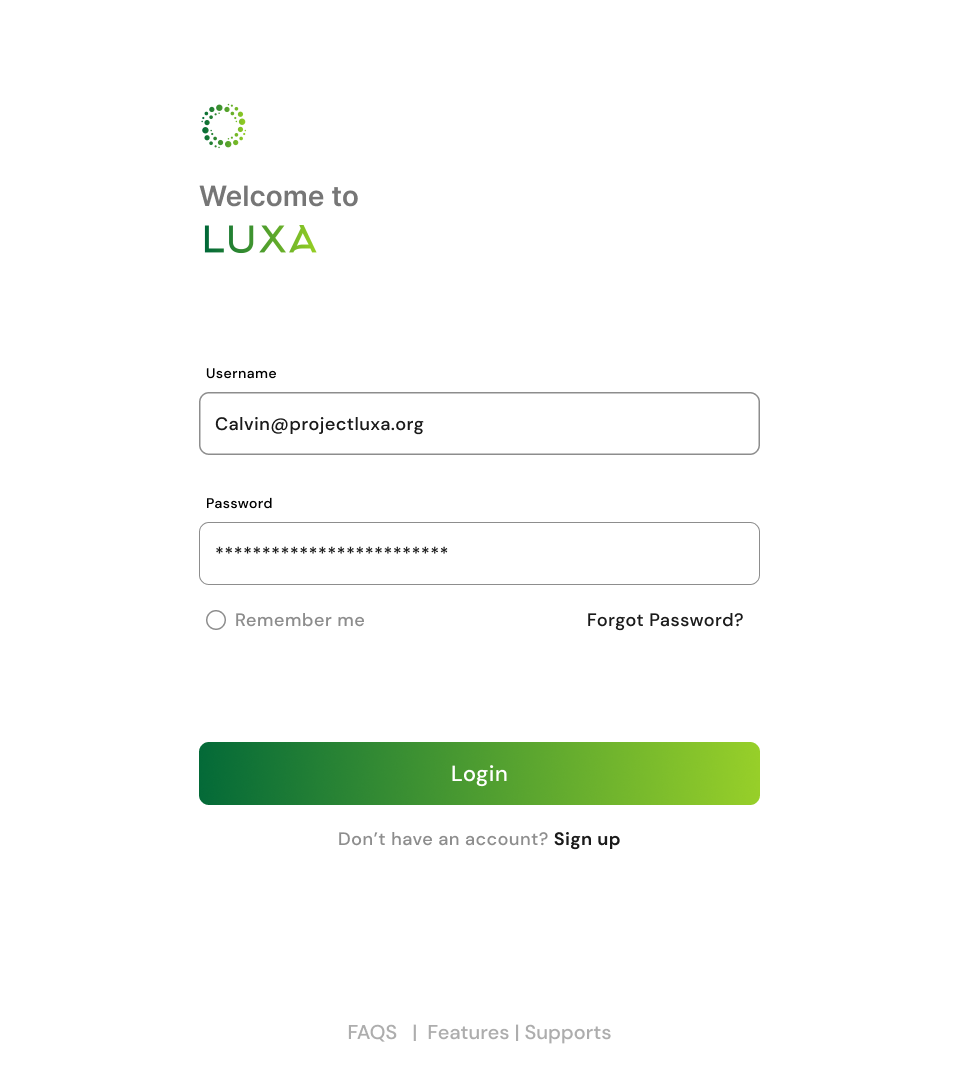 Welcome to
LUXA
Username
Calvin@projectluxa.org
Password
*************************
Remember me
Forgot Password?
Login
Don’t have an account? Sign up
FAQS | Features | Supports